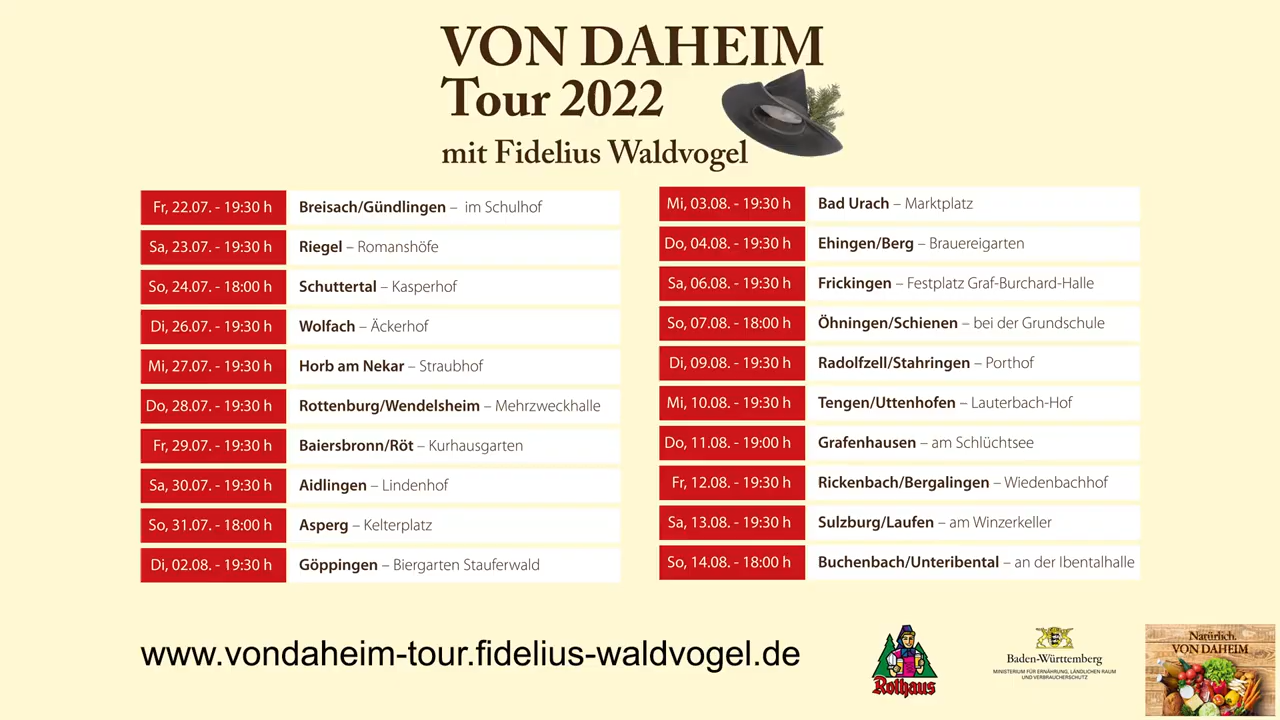 VON DAHEIM
Tour 2022
mit Fidelius Waldvogel
Fr, 22.07. - 19:30 h Breisach/Gündlingen – im Schulhof
Sa, 23.07. - 19:30 h Riegel – Romanshöfe
So, 24.07. - 18:00 h Schuttertal – Kasperhof
Di, 26.07. - 19:30 h Wolfach – Äckerhof
Mi, 27.07. - 19:30 h Horb am Nekar – Straubhof
Do, 28.07. - 19:30 h Rottenburg/Wendelsheim – Mehrzweckhalle
Fr, 29.07. - 19:30 h Baiersbronn/Röt – Kurhausgarten
Sa, 30.07. - 19:30 h Aidlingen – Lindenhof
So, 31.07. - 18:00 h Asperg – Kelterplatz
Di, 02.08. - 19:30 h Göppingen – Biergarten Stauferwald
Mi, 03.08. - 19:30 h Bad Urach – Marktplatz
Do, 04.08. - 19:30 h Ehingen/Berg – Brauereigarten
Sa, 06.08. - 19:30 h Frickingen – Festplatz Graf-Burchard-Halle
So, 07.08. - 18:00 h Öhningen/Schienen – bei der Grundschule
Di, 09.08. - 19:30 h Radolfzell/Stahringen – Porthof
Mi, 10.08. - 19:30 h Tengen/Uttenhofen – Lauterbach-Hof
Do, 11.08. - 19:00 h Grafenhausen – am Schlüchtsee
Fr, 12.08. - 19:30 h Rickenbach/Bergalingen – Wiedenbachhof
Sa, 13.08. - 19:30 h Sulzburg/Laufen – am Winzerkeller
So, 14.08. - 18:00 h Buchenbach/Unteribental – an der Ibentalhalle
www.vondaheim-tour.fidelius-waldvogel.de
Rothaus
Baden-Württemberg
MINISTERIUM FÜR ERNÄHRUNG, LÄNDLICHEN RAUM
UND VERBRAUCHERSCHUTZ
Natürlich.
VON DAHEIM